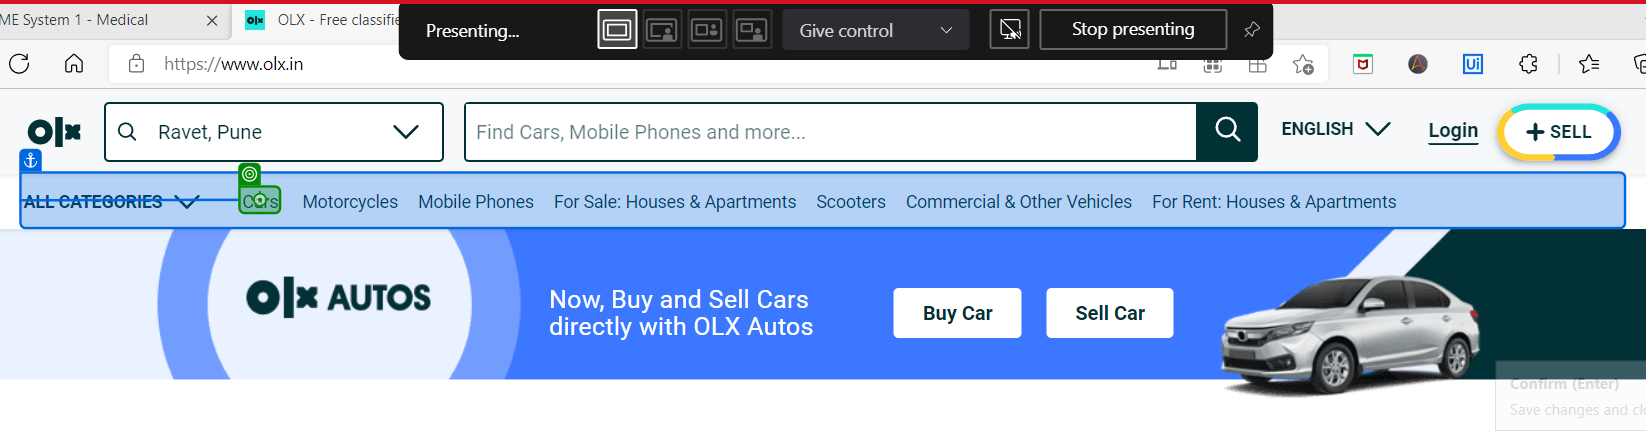 ME System 1 - Medical
OLX - Free classifie
Presenting...
Give control
Stop presenting
https://www.olx.in
Ui
olx
Ravet, Pune
Find Cars, Mobile Phones and more...
ENGLISH
Login
+ SELL
ALL CATEGORIES
Cars
Motorcycles
Mobile Phones
For Sale: Houses & Apartments
Scooters
Commercial & Other Vehicles
For Rent: Houses & Apartments
olx AUTOS
Now, Buy and Sell Cars
directly with OLX Autos
Buy Car
Sell Car
Confirm (Enter)
Save changes and cl